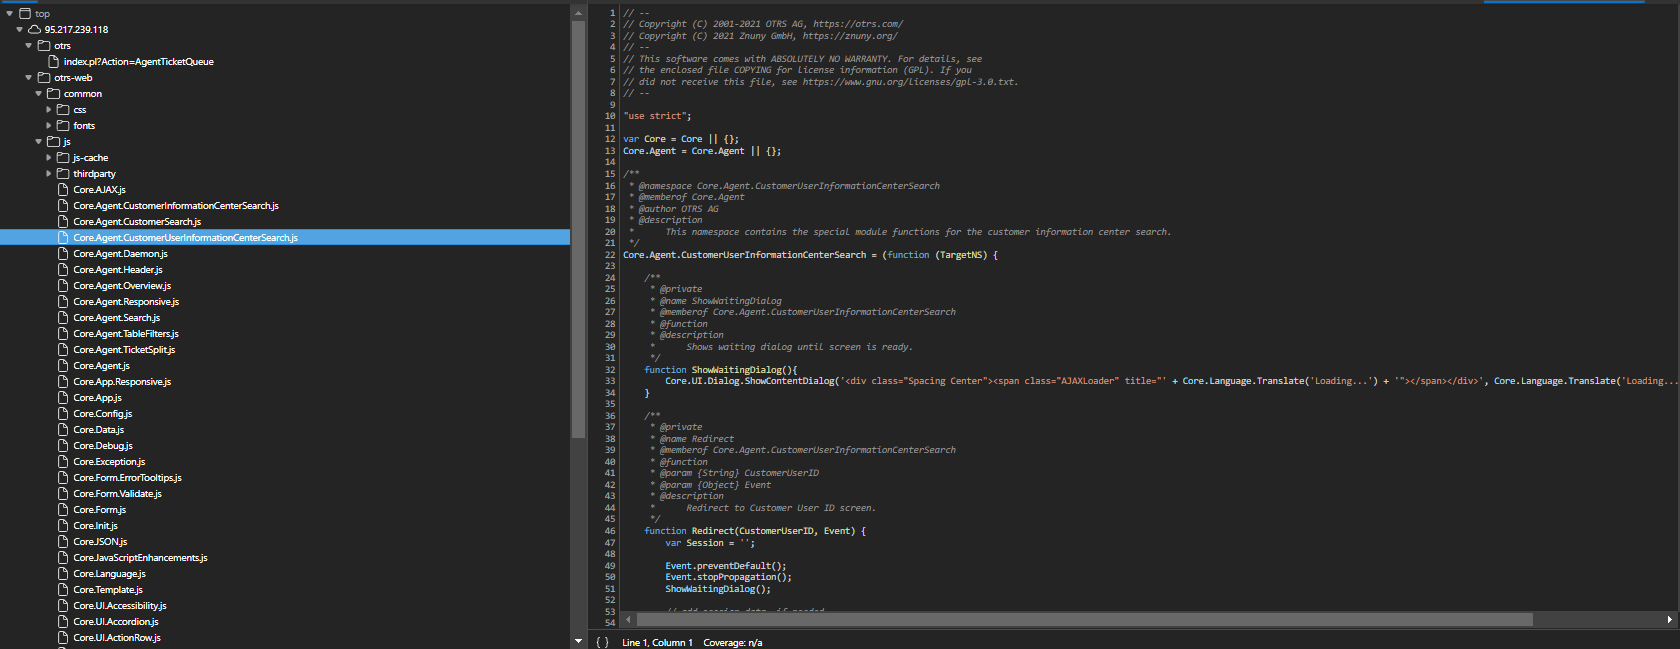 top
95.217.239.118
otrs
index.pl?Action=AgentTicketQueue
otrs-web
common
css
fonts
js
js-cache
thirdparty
Core.AJAX.js
Core.Agent.CustomerInformationCenterSearch.js
Core.Agent.CustomerSearch.js
Core.Agent.CustomerUserInformationCenterSearch.js
Core.Agent.Daemon.js
Core.Agent.Header.js
Core.Agent.Overview.js
Core.Agent.Responsive.js
Core.Agent.Search.js
Core.Agent.TableFilters.js
Core.Agent.TicketSplit.js
Core.Agent.js
Core.App.Responsive.js
Core.App.js
Core.Config.js
Core.Data.js
Core.Debug.js
Core.Exception.js
Core.Form.ErrorTooltips.js
Core.Form.Validate.js
Core.Form.js
Core.Init.js
Core.JSON.js
Core.JavaScriptEnhancements.js
Core.Language.js
Core.Template.js
Core.UI.Accessibility.js
Core.UI.Accordion.js
Core.UI.ActionRow.js
1 // --
2 // Copyright (C) 2001-2021 OTRS AG, https://otrs.com/
3 // Copyright (C) 2021 Znuny GmbH, https://znuny.org/
4 // --
5 // This software comes with ABSOLUTELY NO WARRANTY. For details, see
6 // the enclosed file COPYING for license information (GPL). If you
7 // did not receive this file, see https://www.gnu.org/licenses/gpl-3.0.txt.
8 // --
9
10 "use strict";
11
12 var Core = Core || {};
13 Core.Agent = Core.Agent || {};
14
15 /**
16 * @namespace Core.Agent.CustomerUserInformationCenterSearch
17 * @memberof Core.Agent
18 * @author OTRS AG
19 * @description
20 * This namespace contains the special module functions for the customer information center search.
21 */
22 Core.Agent.CustomerUserInformationCenterSearch = (function (TargetNS) {
23
24 /**
25 * @private
26 * @name ShowWaitingDialog
27 * @memberof Core.Agent.CustomerUserInformationCenterSearch
28 * @function
29 * @description
30 * Shows waiting dialog until screen is ready.
31 */
32 function ShowWaitingDialog(){
33 Core.UI.Dialog.ShowContentDialog('<div class="Spacing Center"><span class="AJAXLoader" title="' + Core.Language.Translate('Loading...') + '"></span></div>', Core.Language.Translate('Loading...
34 }
35
36 /**
37 * @private
38 * @name Redirect
39 * @memberof Core.Agent.CustomerUserInformationCenterSearch
40 * @function
41 * @param {String} CustomerUserID
42 * @param {Object} Event
43 * @description
44 * Redirect to Customer User ID screen.
45 */
46 function Redirect(CustomerUserID, Event) {
47 var Session = '';
48
49 Event.preventDefault();
50 Event.stopPropagation();
51 ShowWaitingDialog();
52
53 // add session data, if needed
54
{ } Line 1, Column 1 Coverage: n/a